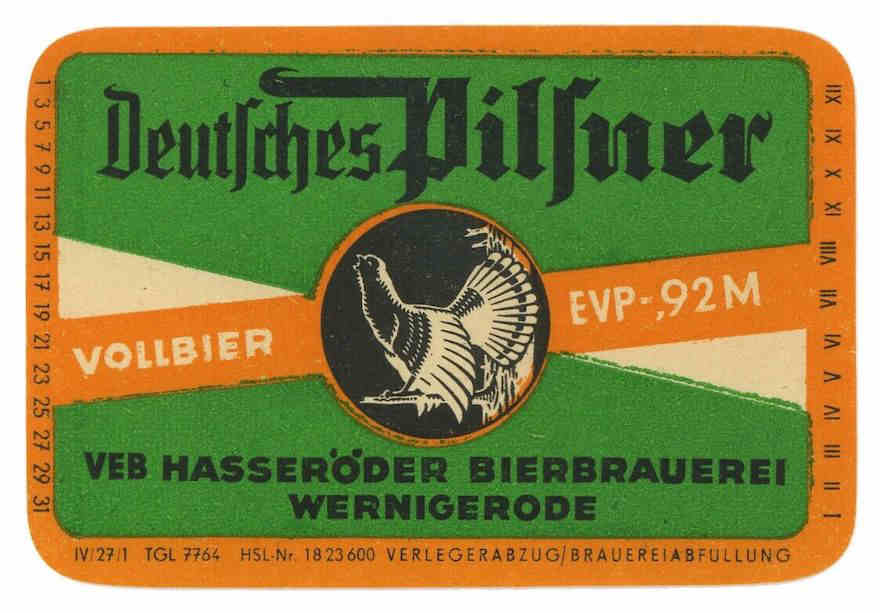 Deutsches Pilsner
VOLLBIER
EVP-,92 M
VEB HASSERÖDER BIERBRAUEREI
WERNIGERODE
IV/27/1 TGL 7764 HSL-Nr. 1823600 VERLEGERABZUG/BRAUEREIABFULLUNG
1 3 5 7 9 11 13 15 17 19 21 23 25 27 29 31
I II III IV V VI VII VIII XI X XI XII